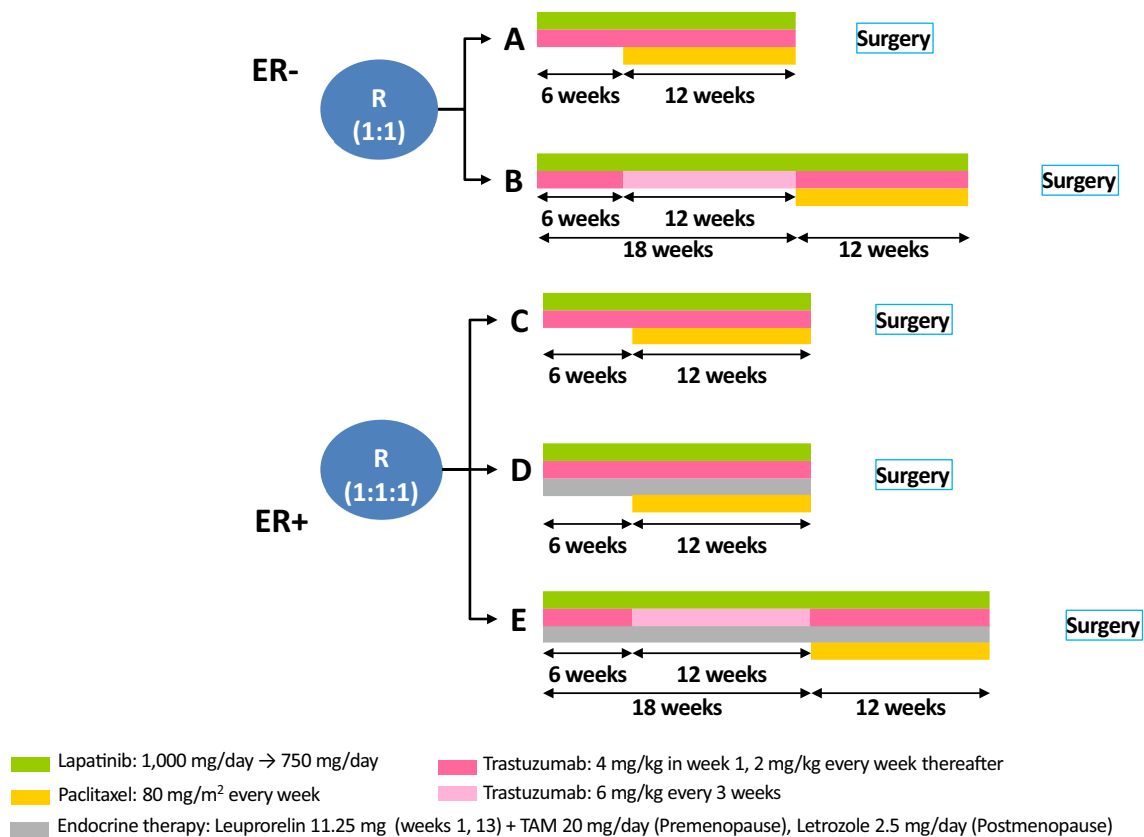 A
Surgery
ER-
R
(1:1)
6 weeks 12 weeks
B
Surgery
6 weeks 12 weeks
18 weeks 12 weeks
C
Surgery
6 weeks 12 weeks
R
(1:1:1)
ER+
D
Surgery
6 weeks 12 weeks
E
Surgery
6 weeks 12 weeks
18 weeks 12 weeks
Lapatinib: 1,000 mg/day → 750 mg/day
Trastuzumab: 4 mg/kg in week 1, 2 mg/kg every week thereafter
Paclitaxel: 80 mg/m² every week
Trastuzumab: 6 mg/kg every 3 weeks
Endocrine therapy: Leuprorelin 11.25 mg (weeks 1, 13) + TAM 20 mg/day (Premenopause), Letrozole 2.5 mg/day (Postmenopause)